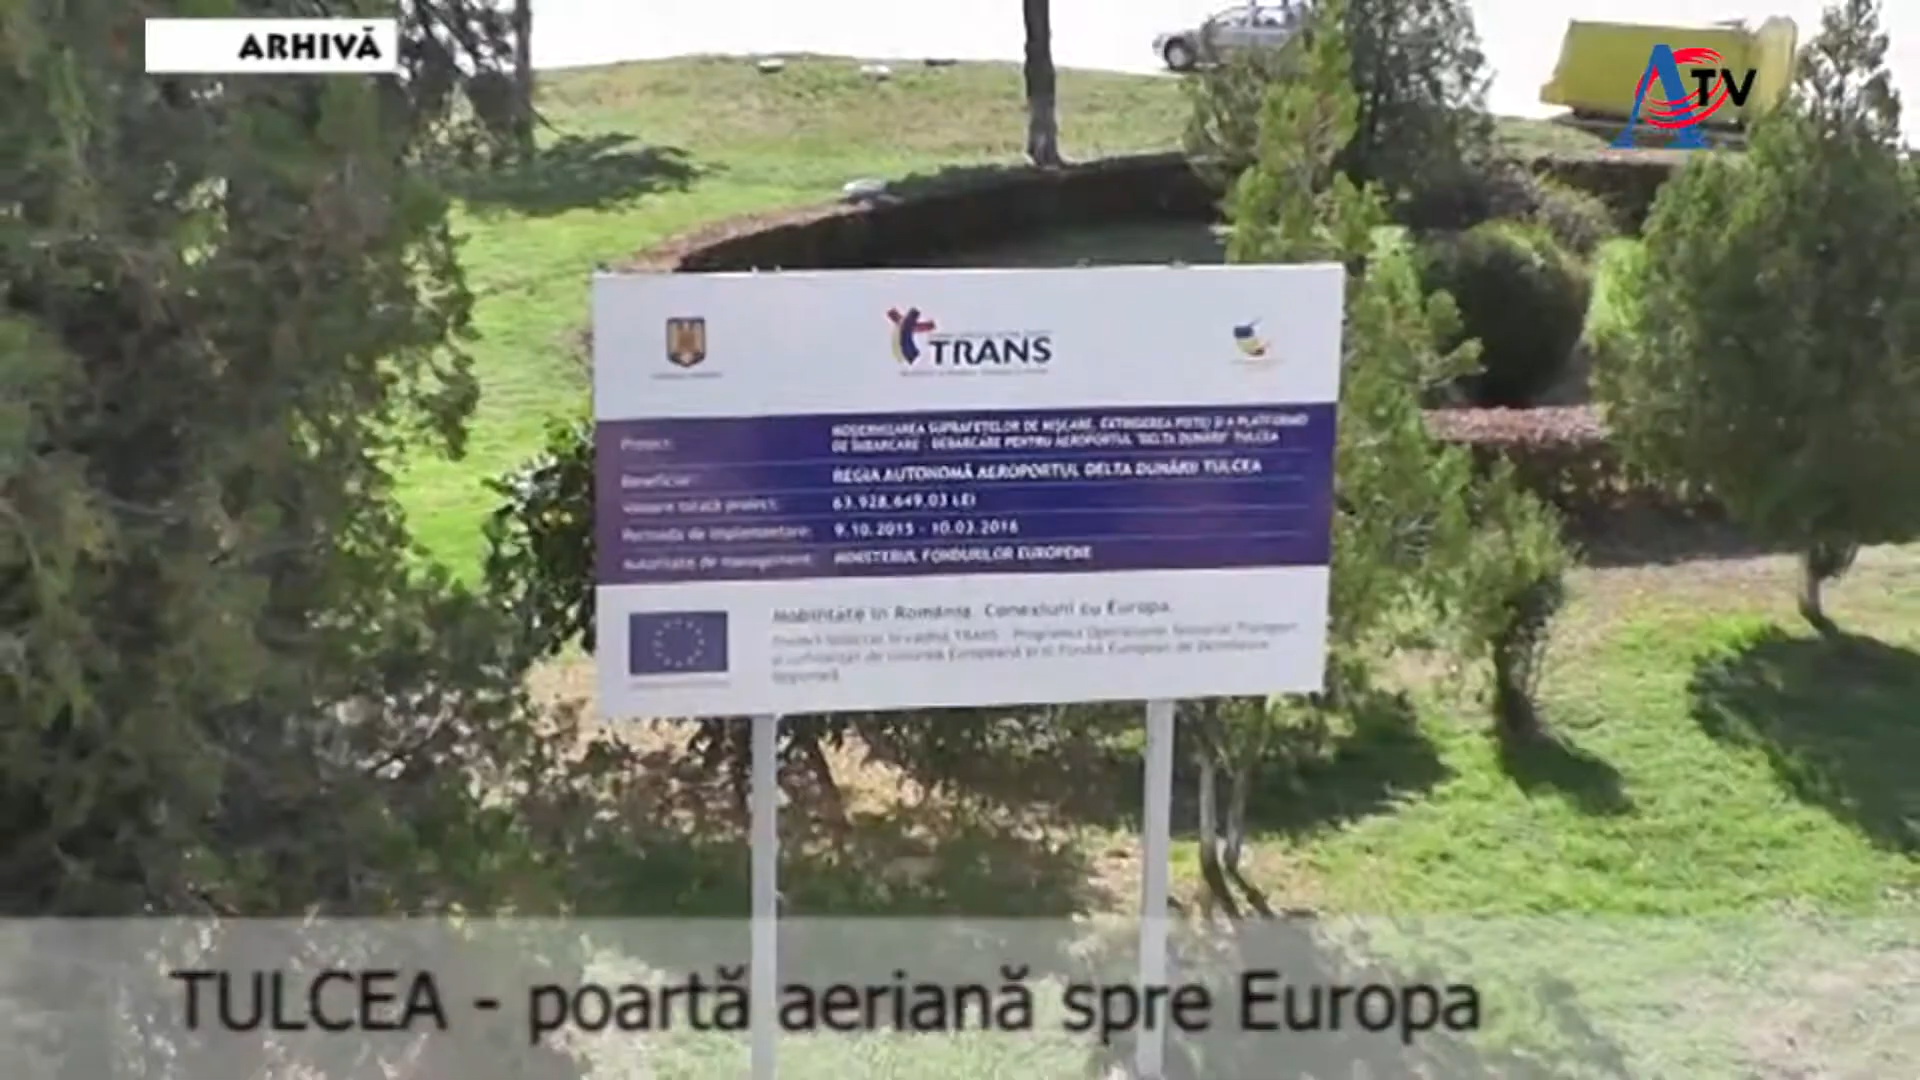 ARHIVĂ
ATV
TRANS
Proiect:
MODERNIZAREA SUPRAFEȚELOR DE MIȘCARE, EXTINDEREA PISTEI ȘI A PLATFORMEI
DE ÎMBARCARE - DEBARCARE PENTRU AEROPORTUL "DELTA DUNĂRII" TULCEA
Beneficiar: REGIA AUTONOMĂ AEROPORTUL DELTA DUNĂRII TULCEA
Valoare totală proiect: 63.928.649,03 LEI
Perioada de implementare: 9.10.2015 - 10.03.2016
Autoritate de management: MINISTERUL FONDURILOR EUROPENE
Mobilitate în România. Conexiuni cu Europa.
TULCEA - poartă aeriană spre Europa